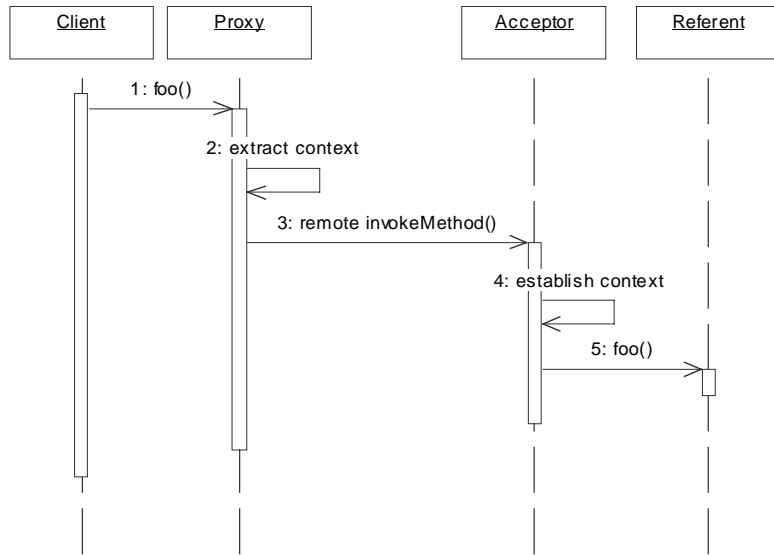 Client
Proxy
Acceptor
Referent
1: foo()
2: extract context
3: remote invokeMethod()
4: establish context
5: foo()